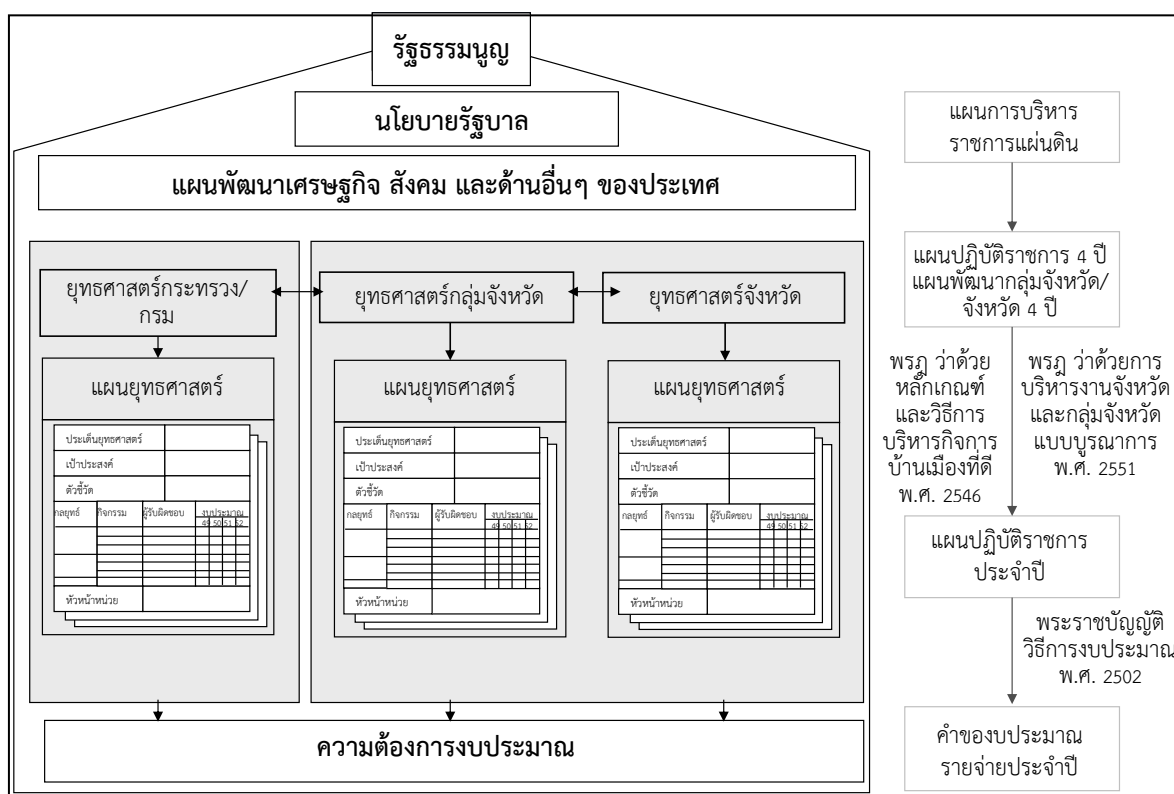 รัฐธรรมนูญ
นโยบายรัฐบาล
แผนพัฒนาเศรษฐกิจ สังคม และด้านอื่นๆ ของประเทศ
ยุทธศาสตร์กระทรวง/
กรม
ยุทธศาสตร์กลุ่มจังหวัด
ยุทธศาสตร์จังหวัด
แผนยุทธศาสตร์
ประเด็นยุทธศาสตร์
เป้าประสงค์
ตัวชี้วัด
กลยุทธ์ กิจกรรม ผู้รับผิดชอบ งบประมาณ
49 50 51 52
หัวหน้าหน่วย
แผนยุทธศาสตร์
ประเด็นยุทธศาสตร์
เป้าประสงค์
ตัวชี้วัด
กลยุทธ์ กิจกรรม ผู้รับผิดชอบ งบประมาณ
49 50 51 52
หัวหน้าหน่วย
แผนยุทธศาสตร์
ประเด็นยุทธศาสตร์
เป้าประสงค์
ตัวชี้วัด
กลยุทธ์ กิจกรรม ผู้รับผิดชอบ งบประมาณ
49 50 51 52
หัวหน้าหน่วย
ความต้องการงบประมาณ
แผนการบริหาร
ราชการแผ่นดิน
แผนปฏิบัติราชการ 4 ปี
แผนพัฒนากลุ่มจังหวัด/
จังหวัด 4 ปี
พรฎ ว่าด้วย
หลักเกณฑ์
และวิธีการ
บริหารกิจการ
บ้านเมืองที่ดี
พ.ศ. 2546
พรฎ ว่าด้วยการ
บริหารงานจังหวัด
และกลุ่มจังหวัด
แบบบูรณาการ
พ.ศ. 2551
แผนปฏิบัติราชการ
ประจำปี
พระราชบัญญัติ
วิธีการงบประมาณ
พ.ศ. 2502
คำของบประมาณ
รายจ่ายประจำปี